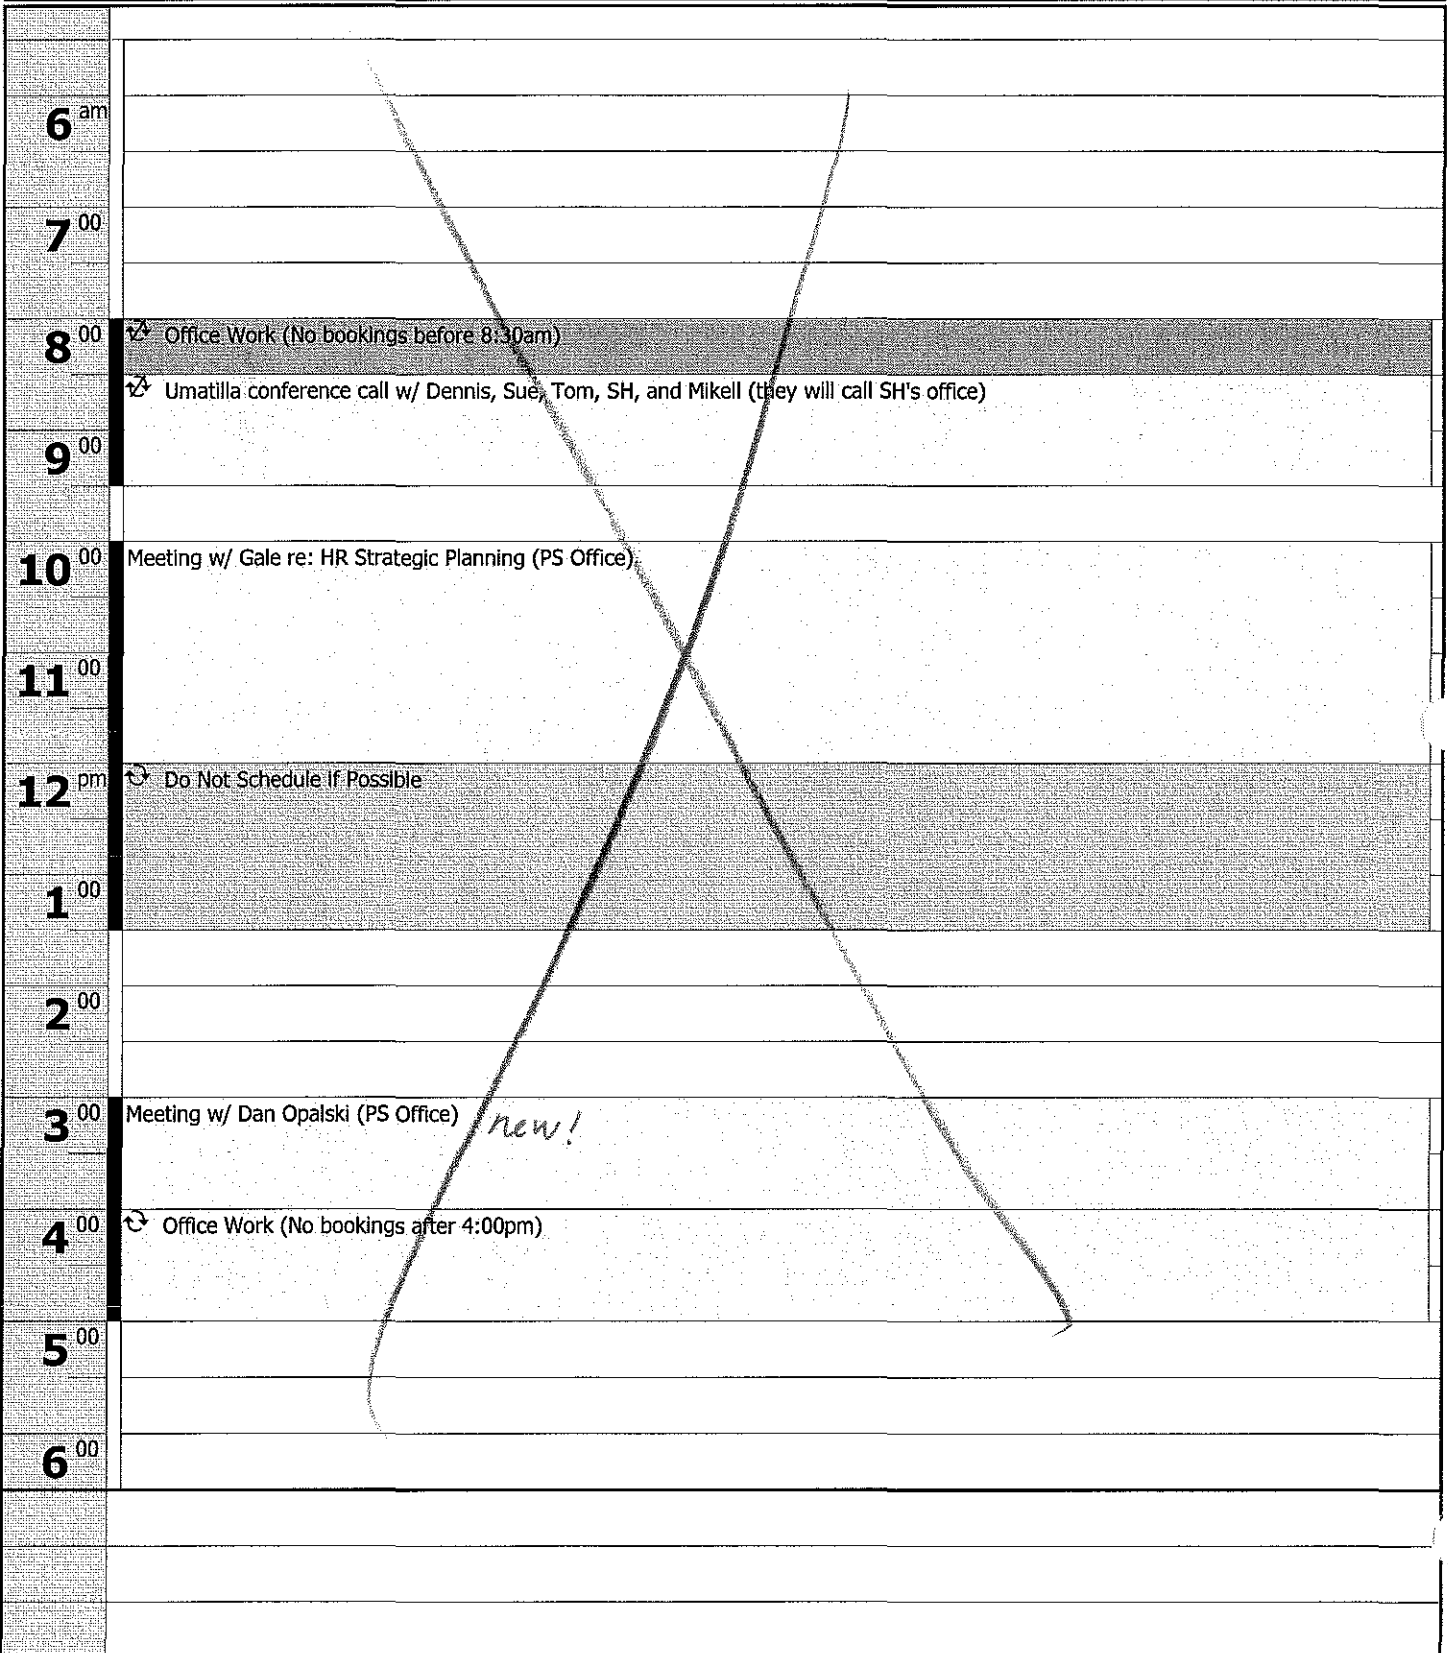 6 am
7 00
8 00 Office Work (No bookings before 8:30am)
Umatilla conference call w/ Dennis, Sue, Tom, SH, and Mikell (they will call SH's office)
9 00
10 00 Meeting w/ Gale re: HR Strategic Planning (PS Office)
11 00
12 pm Do Not Schedule if Possible
1 00
2 00
3 00 Meeting w/ Dan Opalski (PS Office) new!
4 00 Office Work (No bookings after 4:00pm)
5 00
6 00